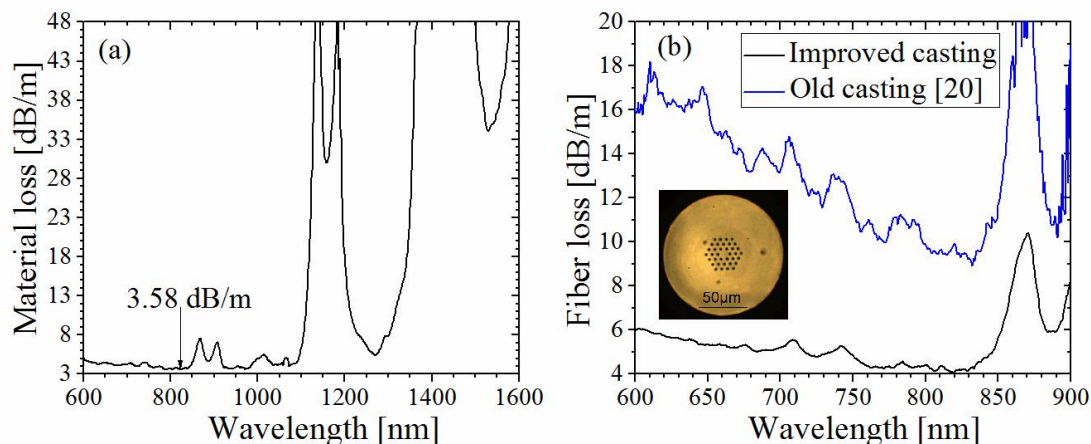 (a)
Material loss [dB/m]
48
43
38
33
28
23
18
13
8
3
3.58 dB/m
600 800 1000 1200 1400 1600
Wavelength [nm]
(b)
Fiber loss [dB/m]
20
18
16
14
12
10
8
6
4
Improved casting
Old casting [20]
50μm
600 650 700 750 800 850 900
Wavelength [nm]